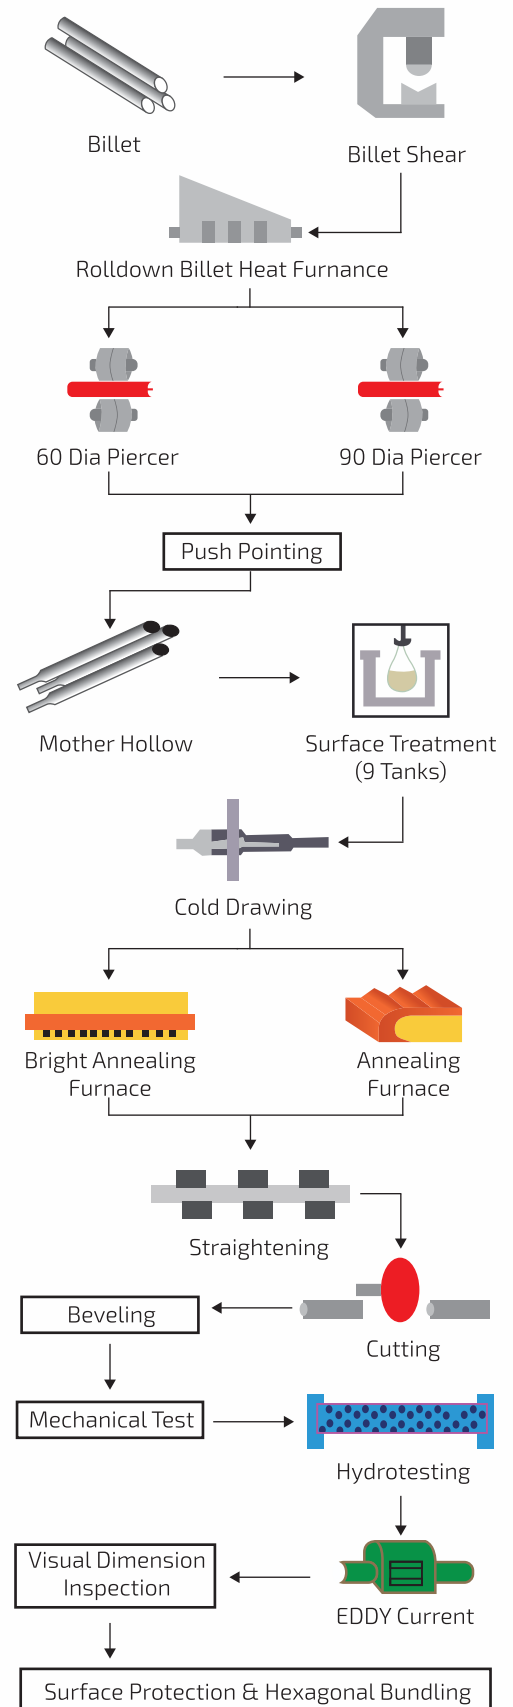 Billet
Billet Shear
Rolldown Billet Heat Furnance
60 Dia Piercer
90 Dia Piercer
Push Pointing
Mother Hollow
Surface Treatment
(9 Tanks)
Cold Drawing
Bright Annealing
Furnace
Annealing
Furnace
Straightening
Cutting
Beveling
Mechanical Test
Hydrotesting
EDDY Current
Visual Dimension
Inspection
Surface Protection & Hexagonal Bundling